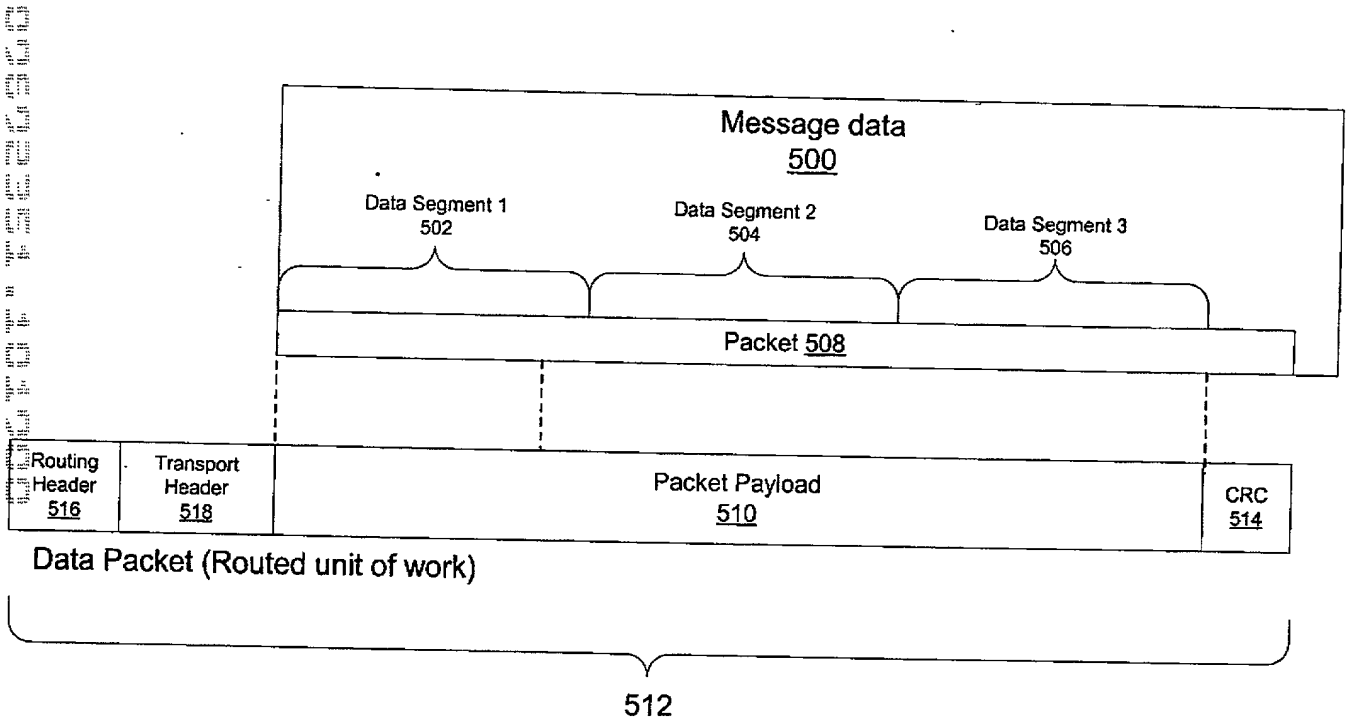 Message data
500
Data Segment 1
502
Data Segment 2
504
Data Segment 3
506
Packet 508
Routing
Header
516
Transport
Header
518
Packet Payload
510
CRC
514
Data Packet (Routed unit of work)
512